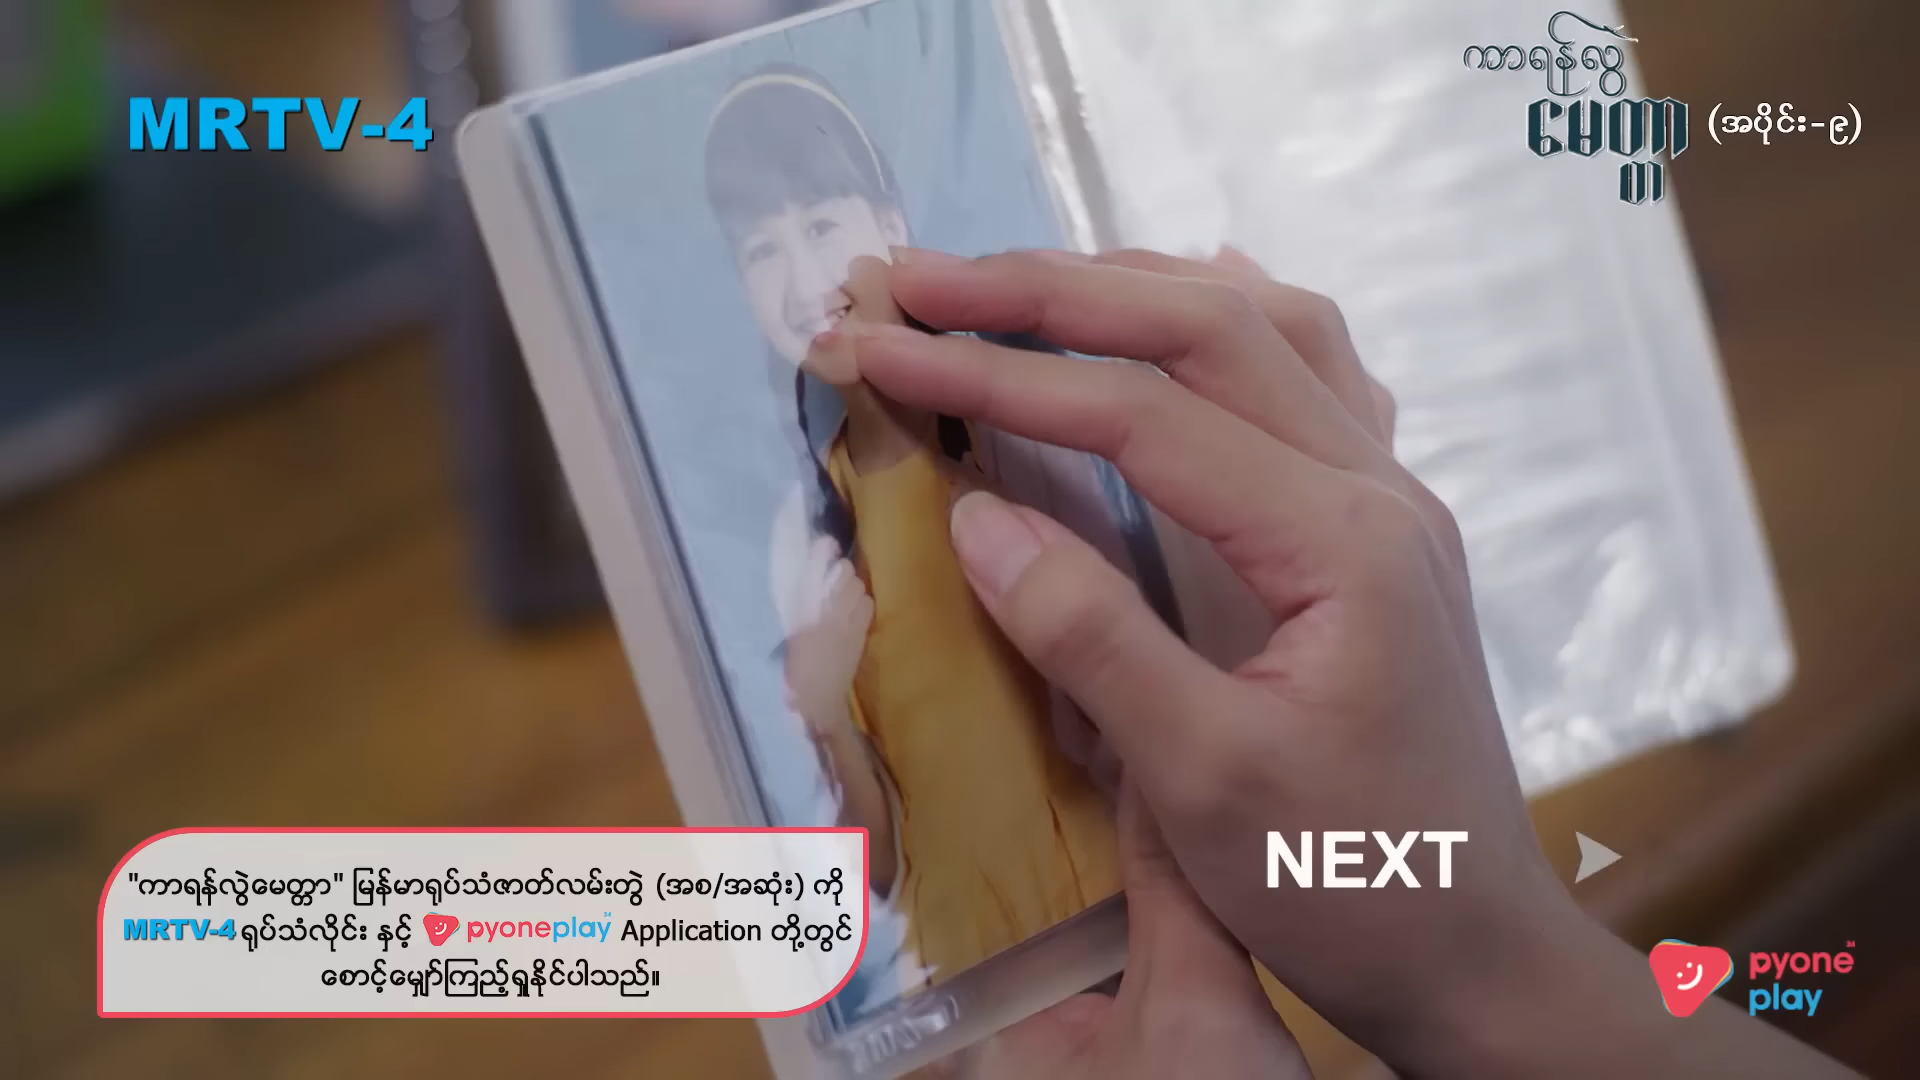 MRTV-4
ကာရန်လွဲ
မေတ္တာ (အပိုင်း-၉)
NEXT
"ကာရန်လွဲမေတ္တာ" မြန်မာရုပ်သံဇာတ်လမ်းတွဲ (အစ/အဆုံး) ကို
MRTV-4 ရုပ်သံလိုင်း နှင့် pyoneplay Application တို့တွင်
စောင့်မျှော်ကြည့်ရှုနိုင်ပါသည်။
pyone
play